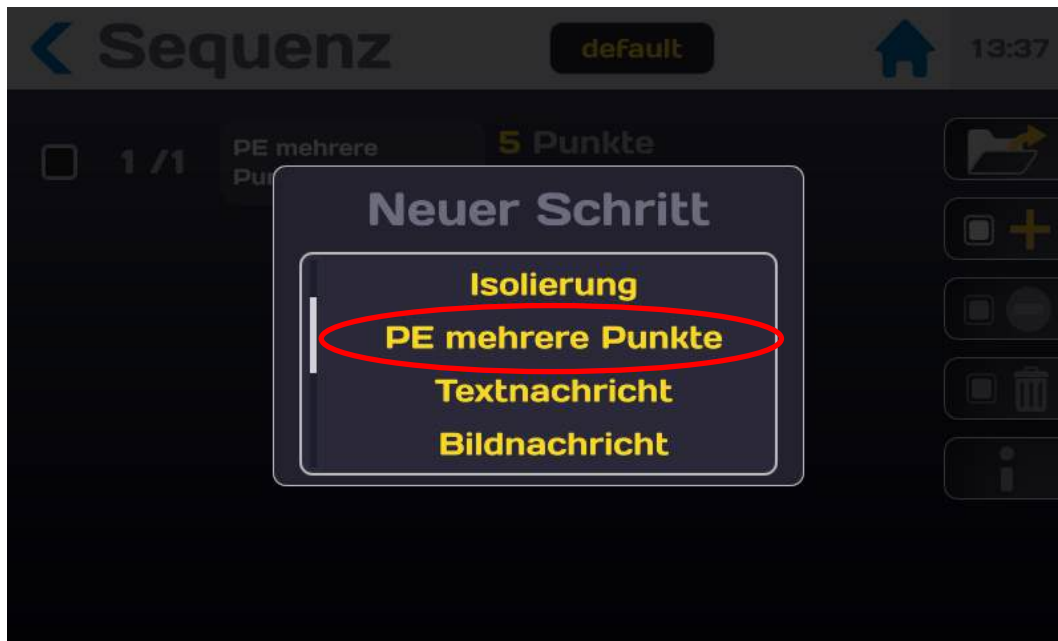 Sequenz
default
13:37
1 /1
PE mehrere
5 Punkte
Neuer Schritt
Isolierung
PE mehrere Punkte
Textnachricht
Bildnachricht